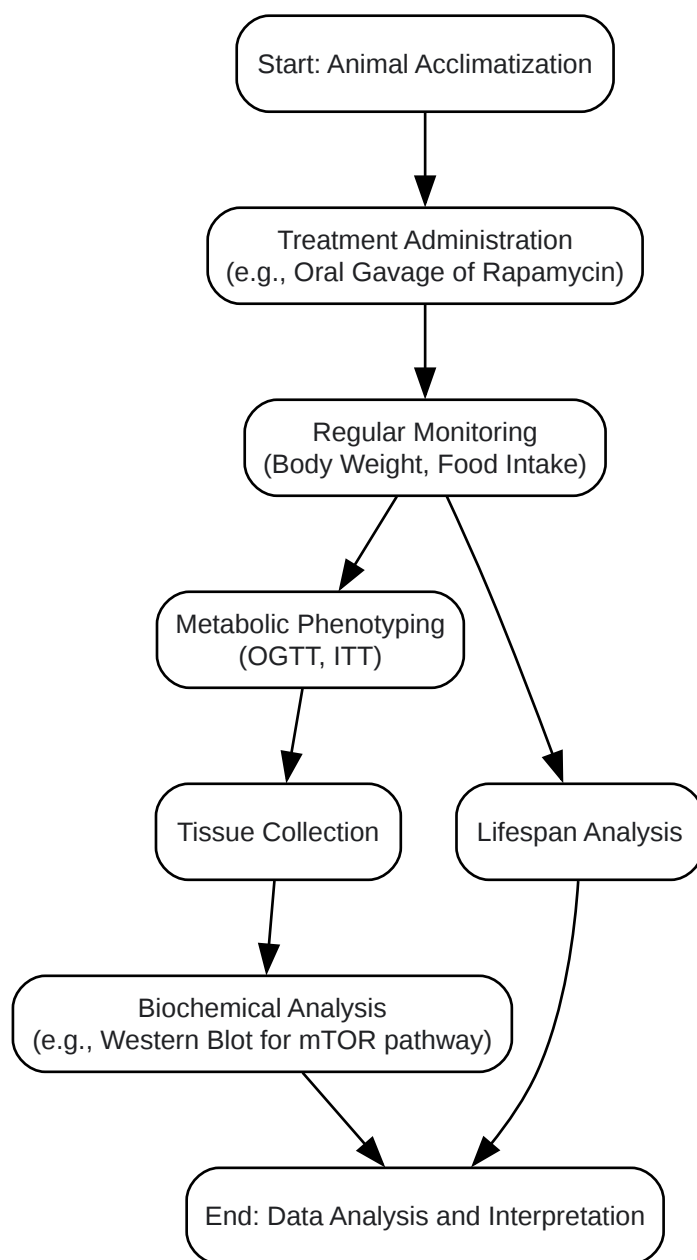 Start: Animal Acclimatization
Treatment Administration
(e.g., Oral Gavage of Rapamycin)
Regular Monitoring
(Body Weight, Food Intake)
Metabolic Phenotyping
(OGTT, ITT)
Tissue Collection
Lifespan Analysis
Biochemical Analysis
(e.g., Western Blot for mTOR pathway)
End: Data Analysis and Interpretation